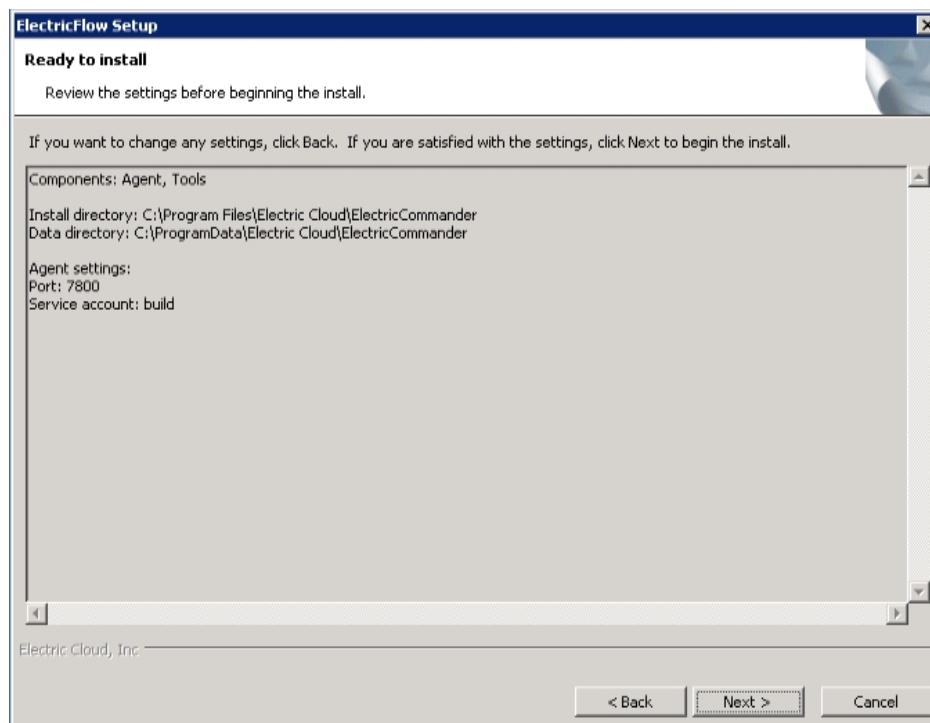 ElectricFlow Setup
Ready to install
Review the settings before beginning the install.
If you want to change any settings, click Back. If you are satisfied with the settings, click Next to begin the install.
Components: Agent, Tools
Install directory: C:\Program Files\Electric Cloud\ElectricCommander
Data directory: C:\ProgramData\Electric Cloud\ElectricCommander
Agent settings:
Port: 7800
Service account: build
Electric Cloud, Inc
< Back
Next >
Cancel